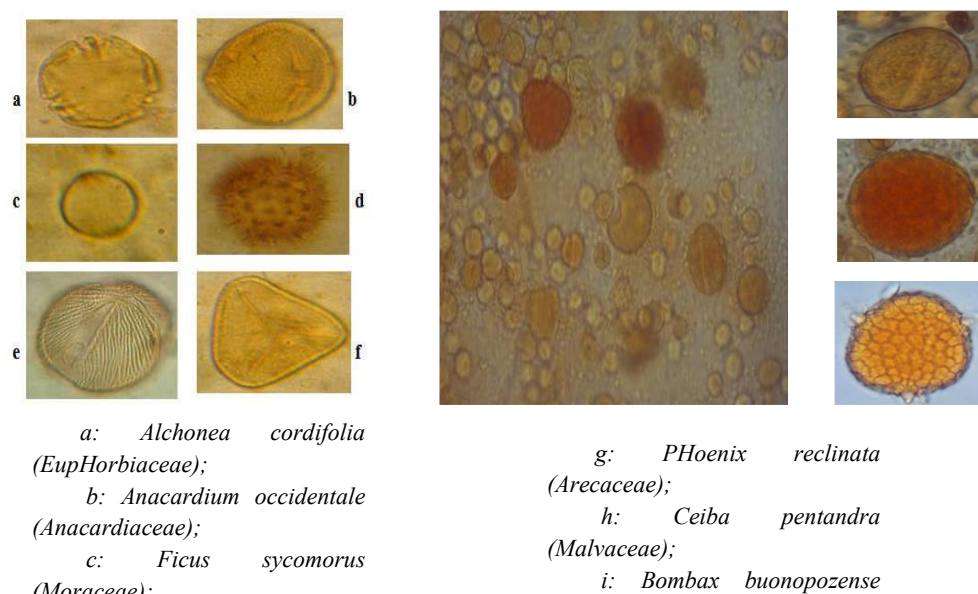 a
b
c
d
e
f
a: Alchonea cordifolia
(EupHorbiaceae);
b: Anacardium occidentale
(Anacardiaceae);
c: Ficus sycomorus
(Moraceae);
g: PHoenix reclinata
(Arecaceae);
h: Ceiba pentandra
(Malvaceae);
i: Bombax buonopozense